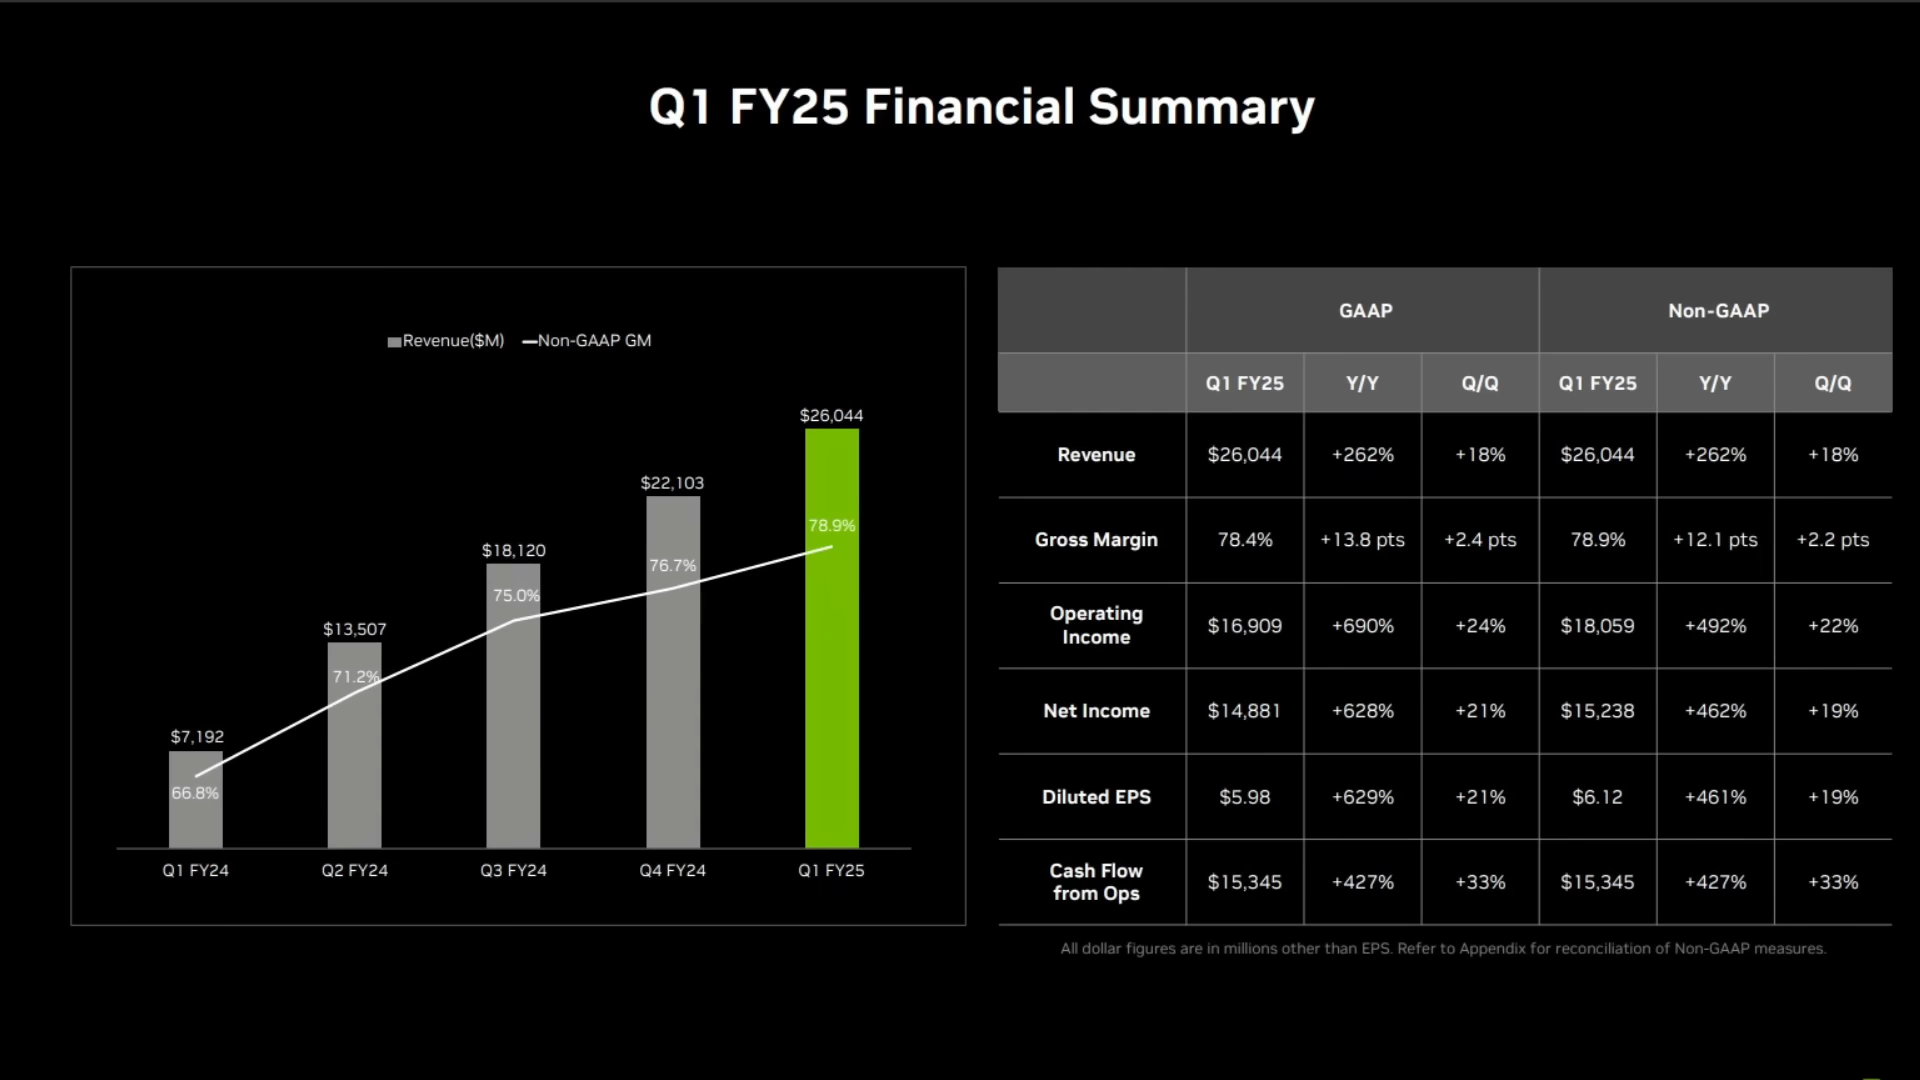 Q1 FY25 Financial Summary
Revenue($M) Non-GAAP GM
$26,044
$22,103
$18,120
$13,507
$7,192
78.9%
76.7%
75.0%
71.2%
66.8%
Q1 FY24 Q2 FY24 Q3 FY24 Q4 FY24 Q1 FY25
GAAP Non-GAAP
Q1 FY25 Y/Y Q/Q Q1 FY25 Y/Y Q/Q
Revenue $26,044 +262% +18% $26,044 +262% +18%
Gross Margin 78.4% +13.8 pts +2.4 pts 78.9% +12.1 pts +2.2 pts
Operating
Income $16,909 +690% +24% $18,059 +492% +22%
Net Income $14,881 +628% +21% $15,238 +462% +19%
Diluted EPS $5.98 +629% +21% $6.12 +461% +19%
Cash Flow
from Ops $15,345 +427% +33% $15,345 +427% +33%
All dollar figures are in millions other than EPS. Refer to Appendix for reconciliation of Non-GAAP measures.